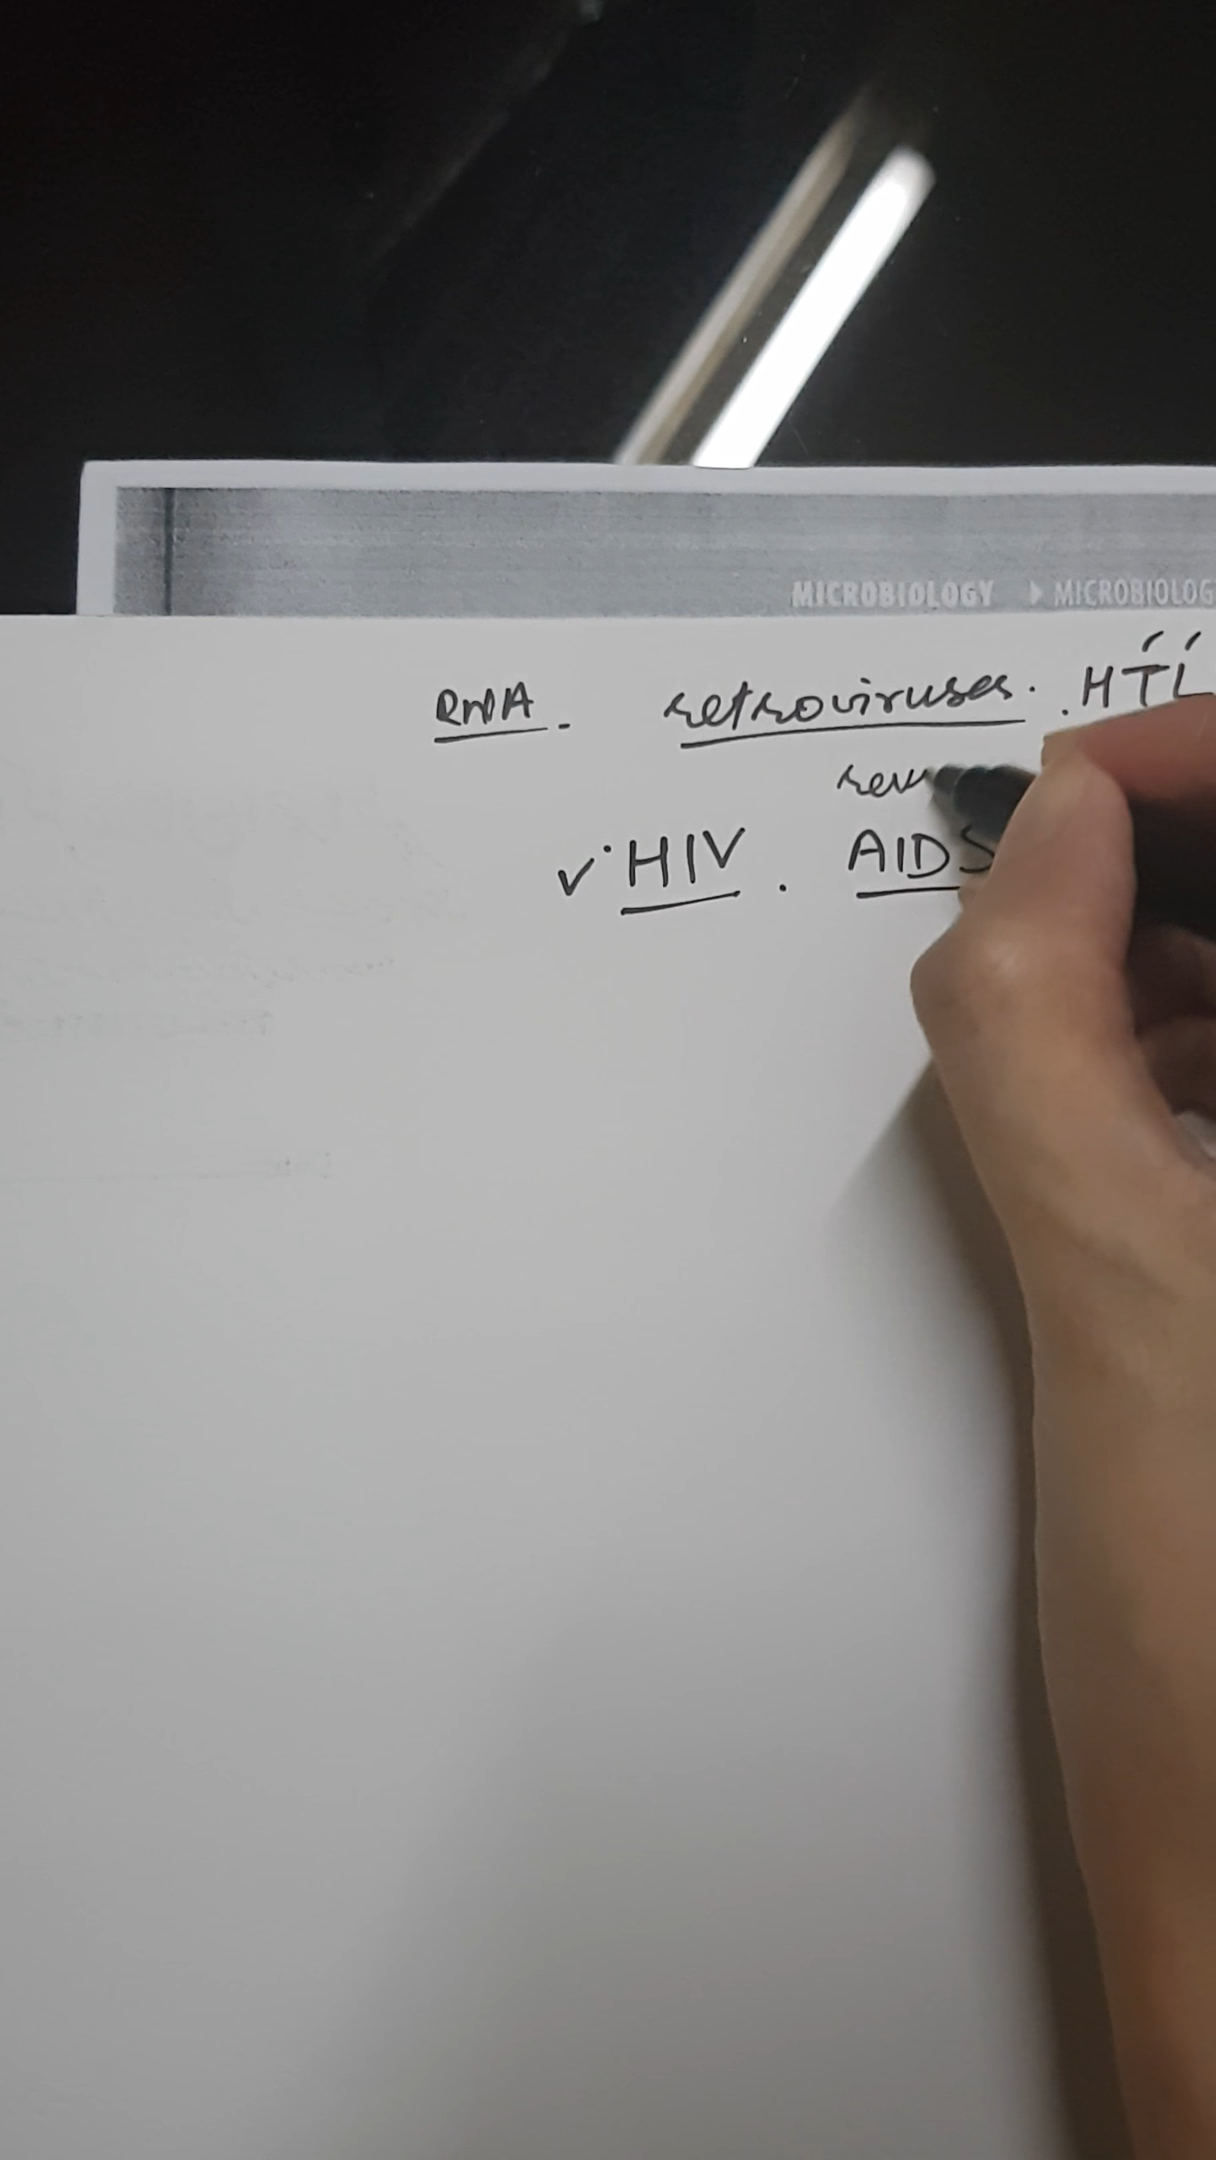 MICROBIOLOGY ▶ MICROBIOLOG
RNA. retroviruses. . HTL
rev
✓ • HIV. AIDS